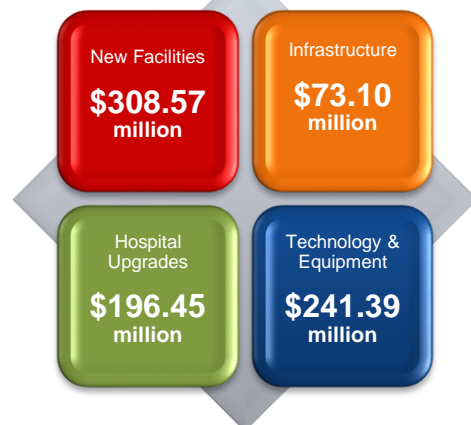 New Facilities
$308.57
million
Infrastructure
$73.10
million
Hospital
Upgrades
$196.45
million
Technology &
Equipment
$241.39
million